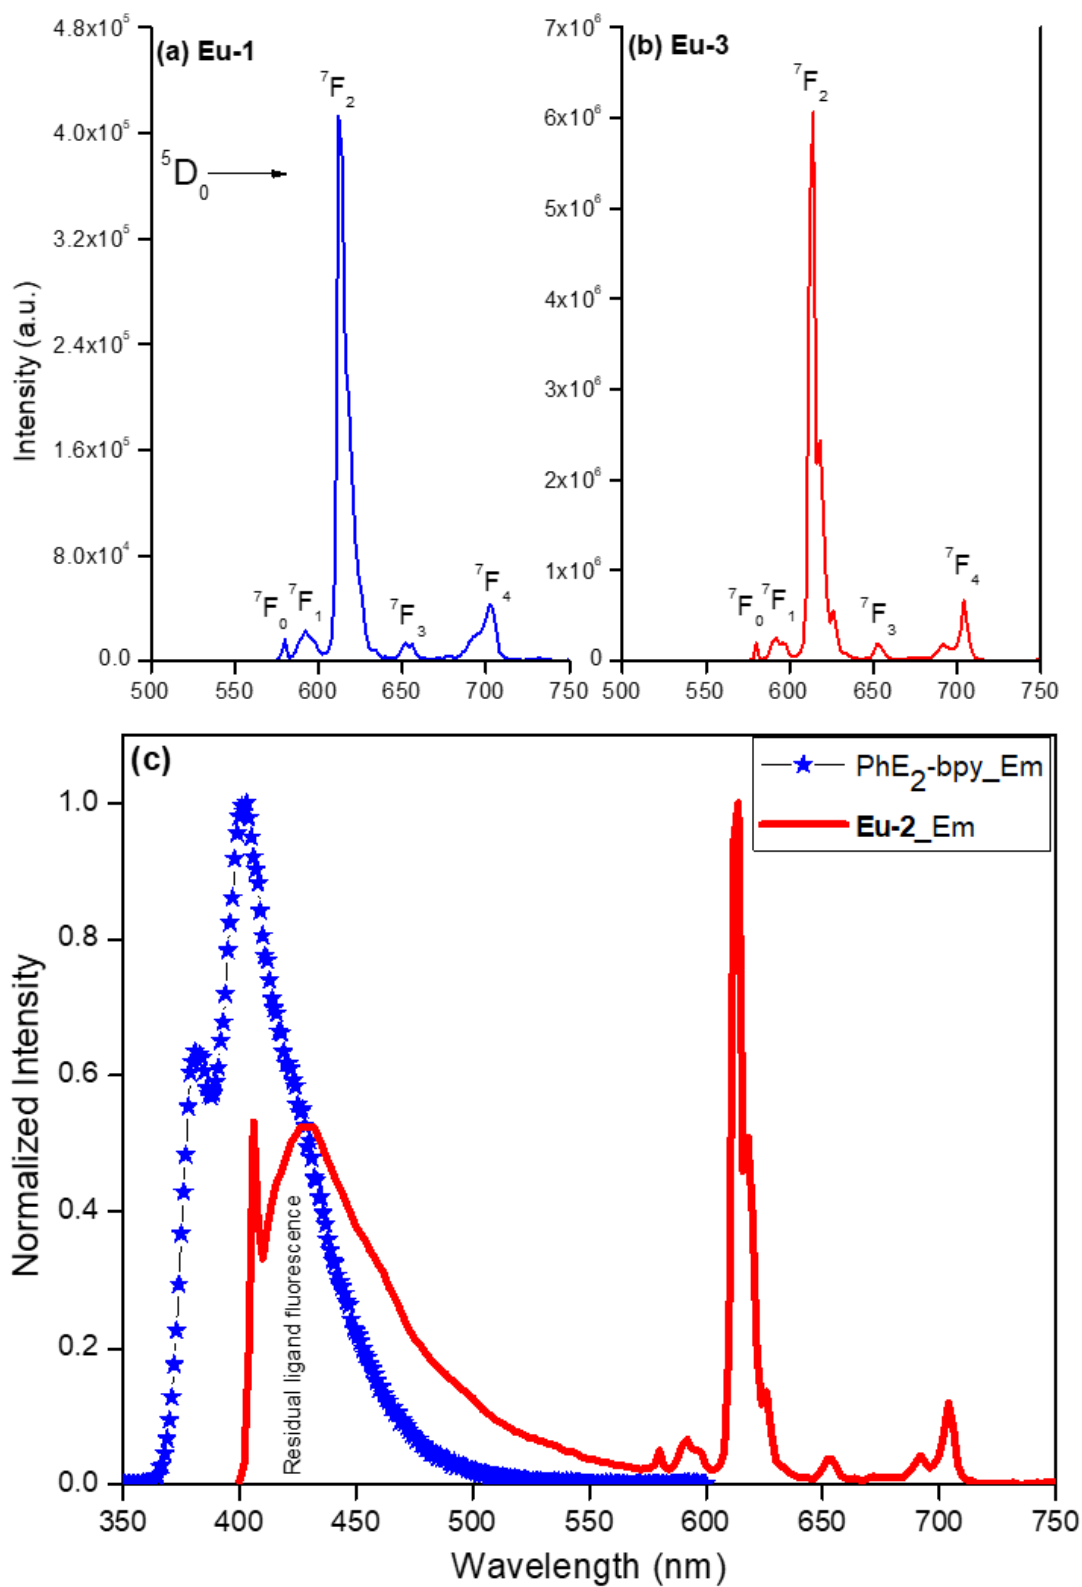 (a) Eu-1
4.8x10⁵
4.0x10⁵
3.2x10⁵
2.4x10⁵
1.6x10⁵
8.0x10⁴
0.0
Intensity (a.u.)
⁵D₀
⁷F₀ ⁷F₁ ⁷F₂ ⁷F₃ ⁷F₄
500 550 600 650 700 750
(b) Eu-3
7x10⁶
6x10⁶
5x10⁶
4x10⁶
3x10⁶
2x10⁶
1x10⁶
0
⁷F₀ ⁷F₁ ⁷F₂ ⁷F₃ ⁷F₄
500 550 600 650 700 750
(c)
PhE₂-bpy_Em
Eu-2_Em
1.0
0.8
0.6
0.4
0.2
0.0
Normalized Intensity
Residual ligand fluorescence
350 400 450 500 550 600 650 700 750
Wavelength (nm)